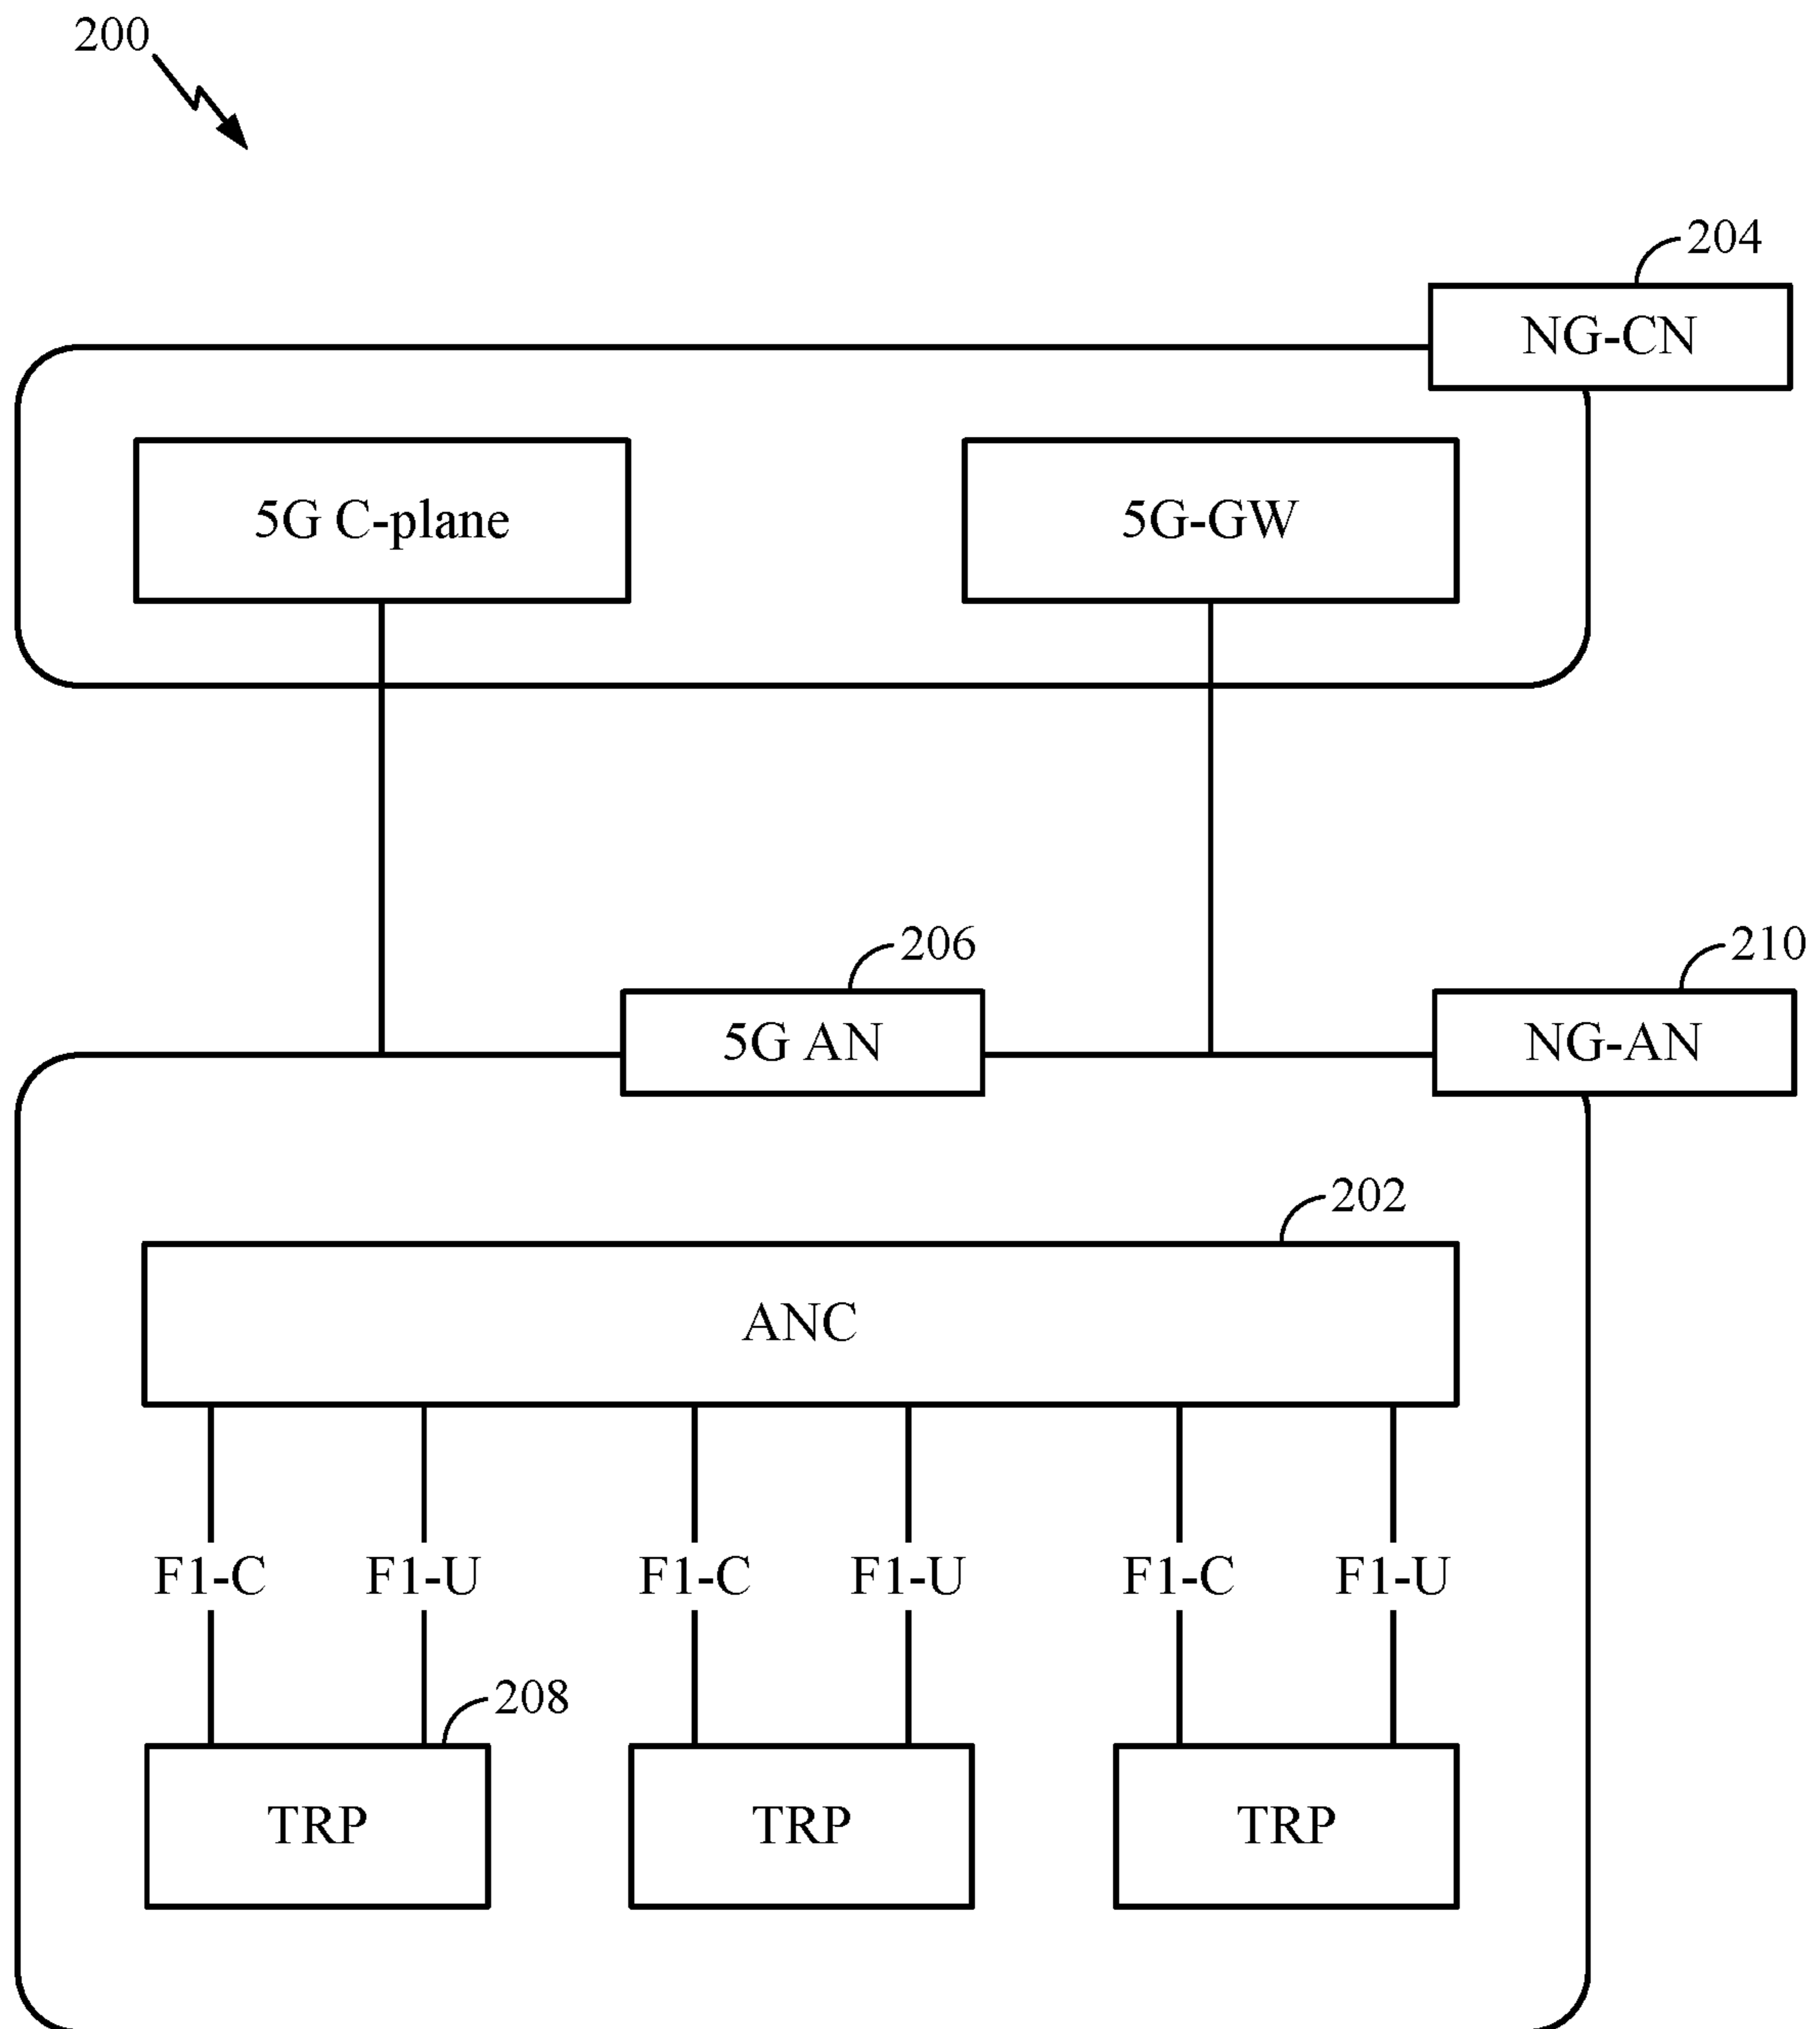 200
204
NG-CN
5G C-plane
5G-GW
206
210
5G AN
NG-AN
202
ANC
F1-C
F1-U
F1-C
F1-U
F1-C
F1-U
208
TRP
TRP
TRP